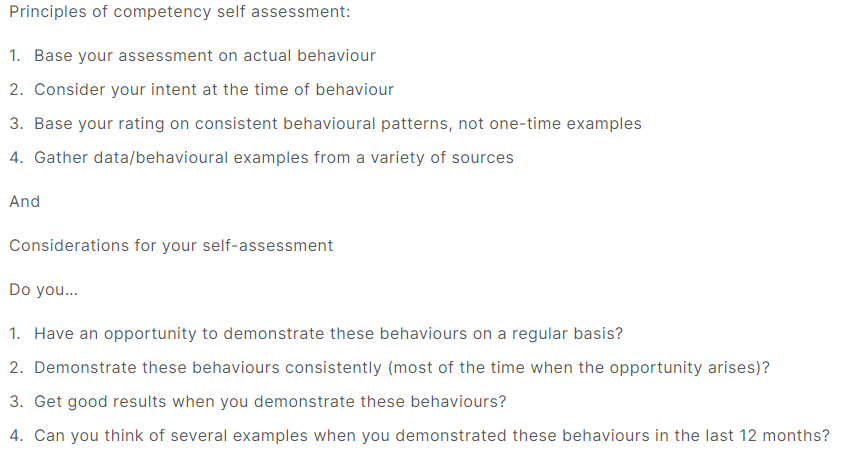 Principles of competency self assessment:
1. Base your assessment on actual behaviour
2. Consider your intent at the time of behaviour
3. Base your rating on consistent behavioural patterns, not one-time examples
4. Gather data/behavioural examples from a variety of sources
And
Considerations for your self-assessment
Do you...
1. Have an opportunity to demonstrate these behaviours on a regular basis?
2. Demonstrate these behaviours consistently (most of the time when the opportunity arises)?
3. Get good results when you demonstrate these behaviours?
4. Can you think of several examples when you demonstrated these behaviours in the last 12 months?